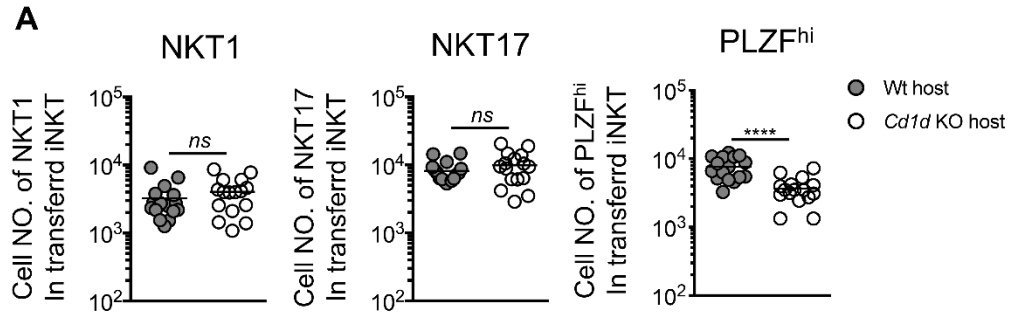 A
NKT1
Cell NO. of NKT1
In transferrd iNKT
10⁵
10⁴
10³
10²
ns
NKT17
Cell NO. of NKT17
In transferrd iNKT
10⁵
10⁴
10³
10²
ns
PLZFʰⁱ
Cell NO. of PLZFʰⁱ
In transferrd iNKT
10⁵
10⁴
10³
10²
****
Wt host
Cd1d KO host